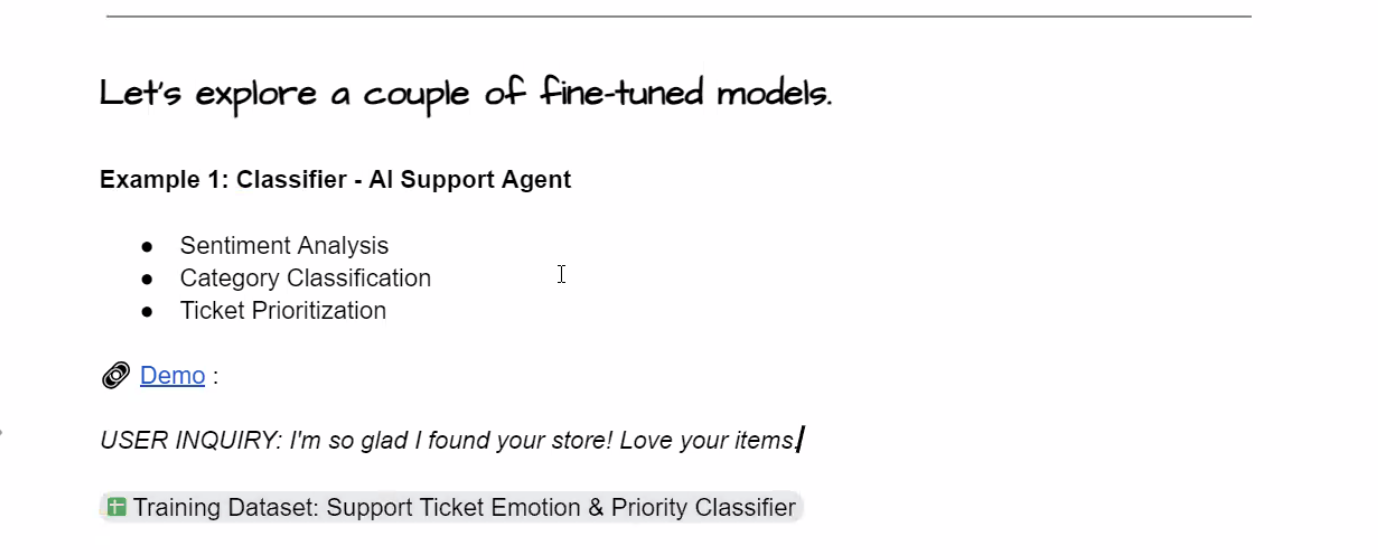 Let's explore a couple of fine-tuned models.
Example 1: Classifier - AI Support Agent
● Sentiment Analysis
● Category Classification
● Ticket Prioritization
Demo :
USER INQUIRY: I'm so glad I found your store! Love your items.
Training Dataset: Support Ticket Emotion & Priority Classifier